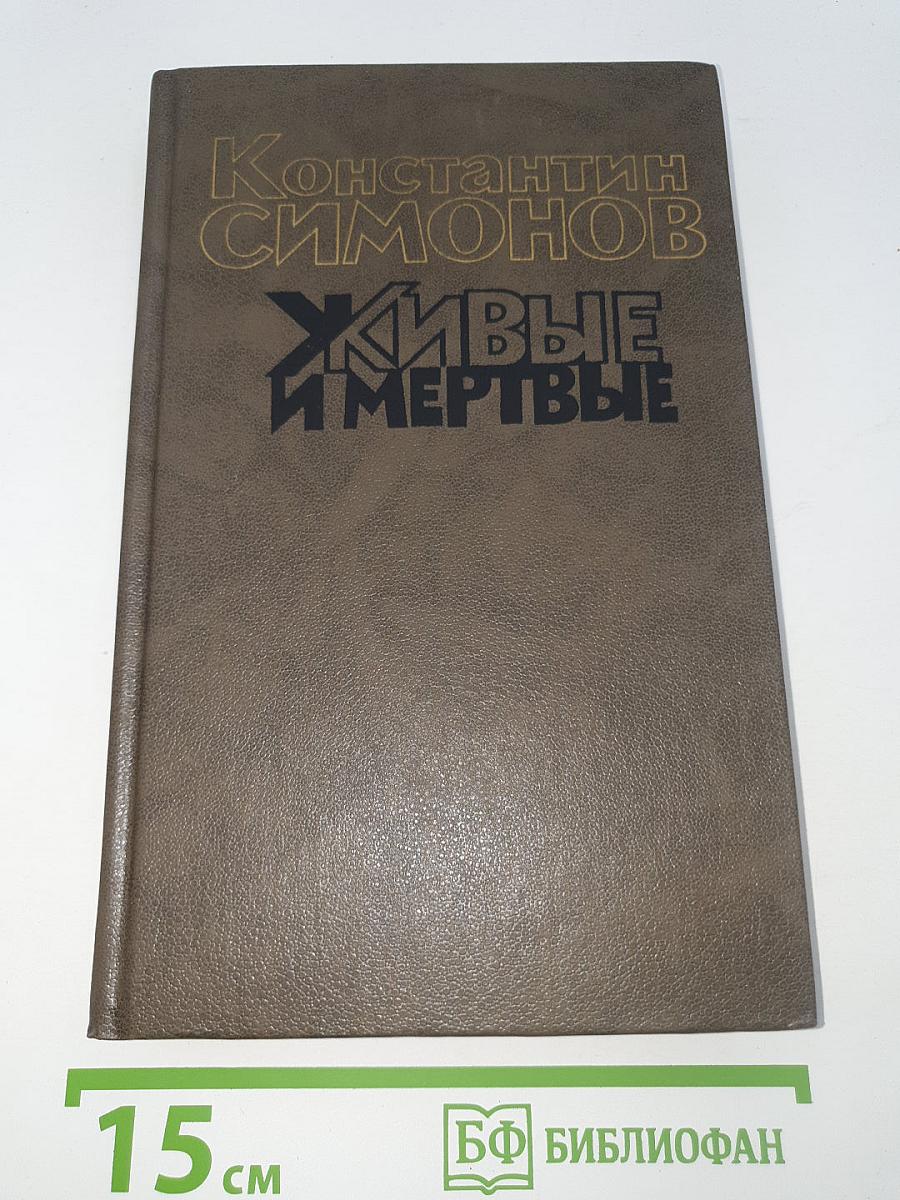 Константин
СИМОНОВ
ЖИВЫЕ
И МЕРТВЫЕ
15 см
БФ БИБЛИОФАН